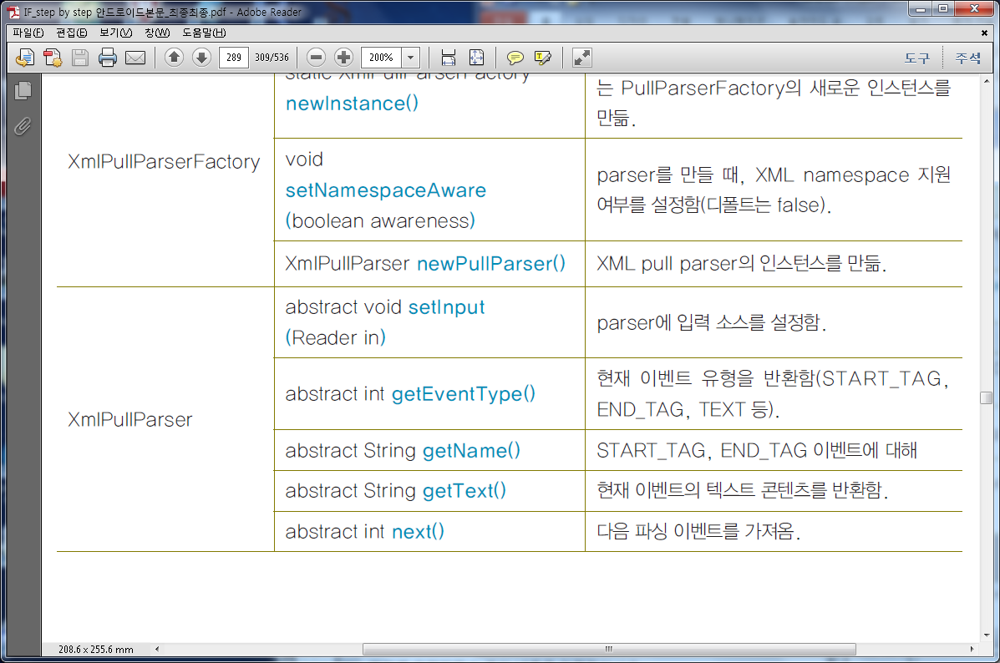 IF_step by step 안드로이드본문_최종최종.pdf - Adobe Reader
파일(F) 편집(E) 보기(V) 창(W) 도움말(H)
289 309/536 200% 도구 주석
static XmlPullParserFactory
newInstance()
는 PullParserFactory의 새로운 인스턴스를
만듦.
XmlPullParserFactory
void
setNamespaceAware
(boolean awareness)
parser를 만들 때, XML namespace 지원
여부를 설정함(디폴트는 false).
XmlPullParser newPullParser()
XML pull parser의 인스턴스를 만듦.
XmlPullParser
abstract void setInput
(Reader in)
parser에 입력 소스를 설정함.
abstract int getEventType()
현재 이벤트 유형을 반환함(START_TAG,
END_TAG, TEXT 등).
abstract String getName()
START_TAG, END_TAG 이벤트에 대해
abstract String getText()
현재 이벤트의 텍스트 콘텐츠를 반환함.
abstract int next()
다음 파싱 이벤트를 가져옴.
208.6 x 255.6 mm